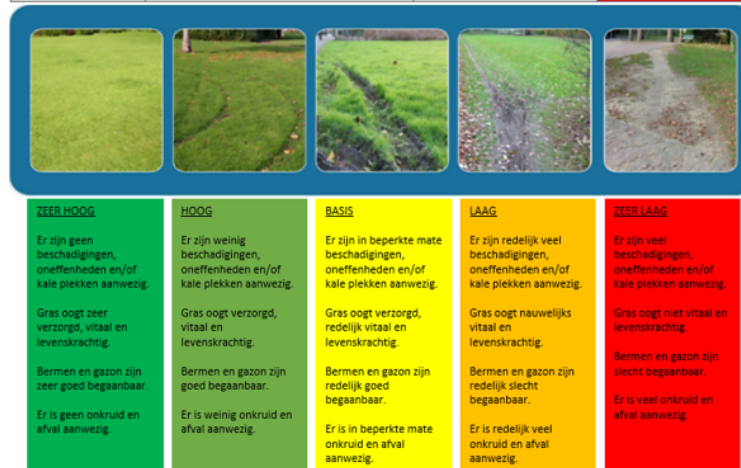 ZEER HOOG
Er zijn geen
beschadigingen,
oneffenheden en/of
kale plekken aanwezig.
Gras oogt zeer
verzorgd, vitaal en
levenskrachtig.
Bermen en gazon zijn
zeer goed begaanbaar.
Er is geen onkruid en
afval aanwezig.
HOOG
Er zijn weinig
beschadigingen,
oneffenheden en/of
kale plekken aanwezig.
Gras oogt verzorgd,
vitaal en
levenskrachtig.
Bermen en gazon zijn
goed begaanbaar.
Er is weinig onkruid en
afval aanwezig.
BASIS
Er zijn in beperkte mate
beschadigingen,
oneffenheden en/of
kale plekken aanwezig.
Gras oogt verzorgd,
redelijk vitaal en
levenskrachtig.
Bermen en gazon zijn
redelijk goed
begaanbaar.
Er is in beperkte mate
onkruid en afval
aanwezig.
LAAG
Er zijn redelijk veel
beschadigingen,
oneffenheden en/of
kale plekken aanwezig.
Gras oogt nauwelijks
vitaal en
levenskrachtig.
Bermen en gazon zijn
redelijk slecht
begaanbaar.
Er is redelijk veel
onkruid en afval
aanwezig.
ZEER LAAG
Er zijn veel
beschadigingen,
oneffenheden en/of
kale plekken aanwezig.
Gras oogt niet vitaal en
levenskrachtig.
Bermen en gazon zijn
slecht begaanbaar.
Er is veel onkruid en
afval aanwezig.